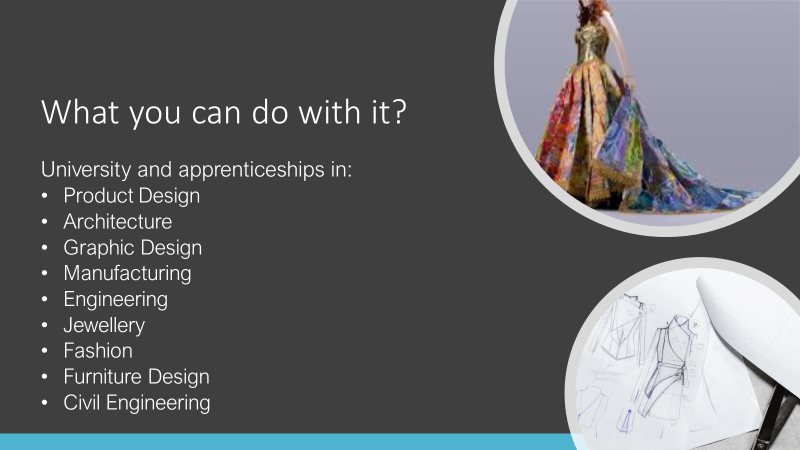 What you can do with it?
University and apprenticeships in:
• Product Design
• Architecture
• Graphic Design
• Manufacturing
• Engineering
• Jewellery
• Fashion
• Furniture Design
• Civil Engineering